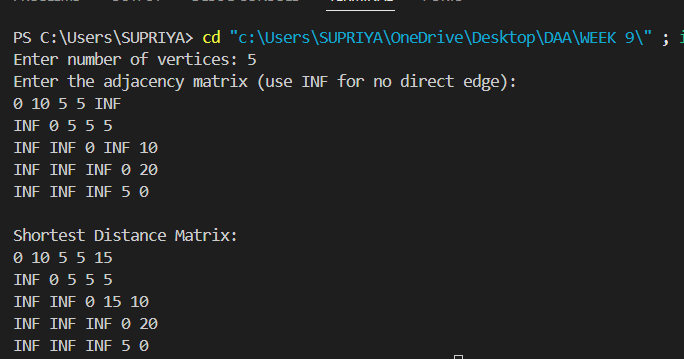 PS C:\Users\SUPRIYA> cd "c:\Users\SUPRIYA\OneDrive\Desktop\DAA\WEEK 9\" ;
Enter number of vertices: 5
Enter the adjacency matrix (use INF for no direct edge):
0 10 5 5 INF
INF 0 5 5 5
INF INF 0 INF 10
INF INF INF 0 20
INF INF INF 5 0
Shortest Distance Matrix:
0 10 5 5 15
INF 0 5 5 5
INF INF 0 15 10
INF INF INF 0 20
INF INF INF 5 0